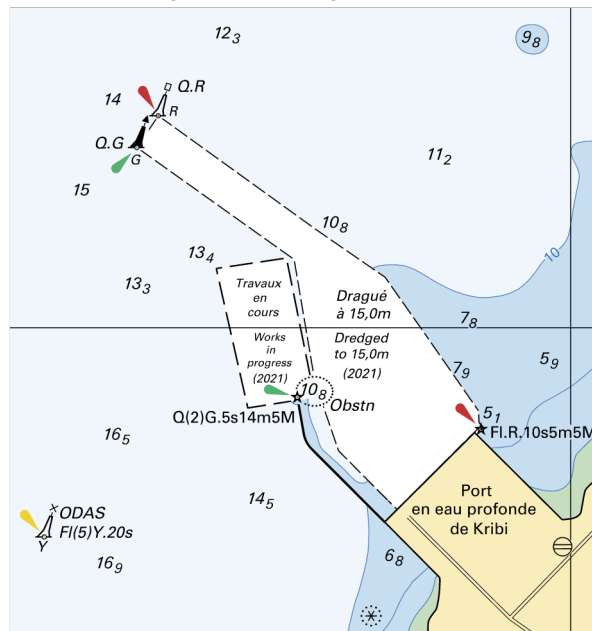 12₃
9₈
Q.R
14
R
Q.G
G
11₂
15
10₈
10
13₄
13₃
Travaux
en
cours
Works
in
progress
(2021)
Dragué
à 15,0m
Dredged
to 15,0m
(2021)
7₈
7₉
5₉
10₈
Obstn
Q(2)G.5s14m5M
5₁
Fl.R.10s5m5M
16₅
14₅
Port
en eau profonde
de Kribi
ODAS
Fl(5)Y.20s
Y
16₉
6₈